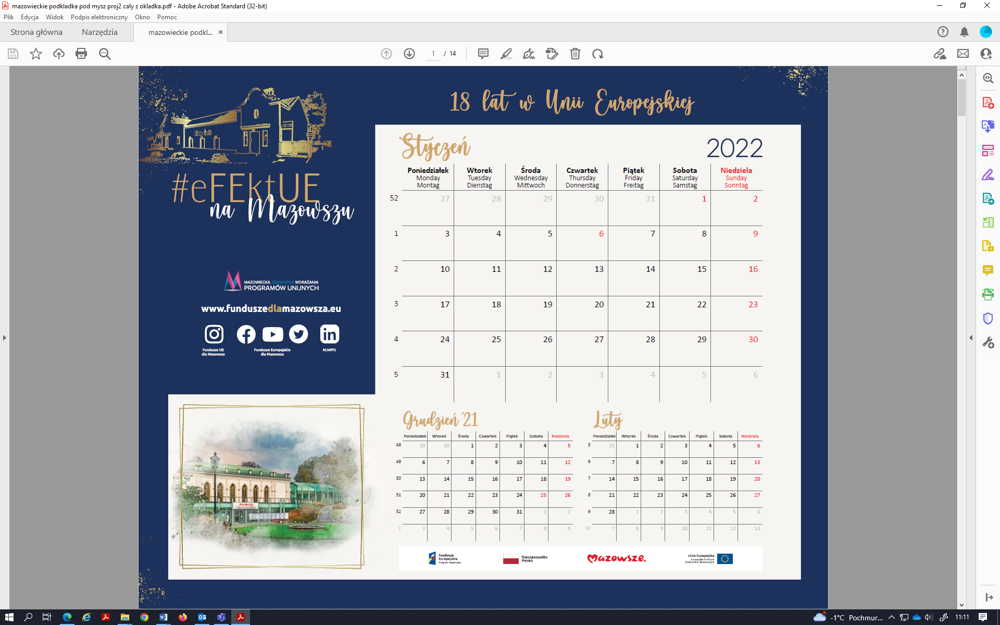 mazowieckie podkladka pod mysz proj2 caly z okladka.pdf - Adobe Acrobat Standard (32-bit)
Plik Edycja Widok Podpis elektroniczny Okno Pomoc
Strona główna Narzędzia mazowieckie podkl... ×
1 / 14
18 lat w Unii Europejskiej
#eFEktUE
na Mazowszu
MAZOWIECKA JEDNOSTKA WDRAŻANIA
PROGRAMÓW UNIJNYCH
www.funduszedlamazowsza.eu
Fundusze UE
dla Mazowsza
Fundusze Europejskie
dla Mazowsza
MJWPU
Styczeń 2022
Poniedziałek Wtorek Środa Czwartek Piątek Sobota Niedziela
Monday Tuesday Wednesday Thursday Friday Saturday Sunday
Montag Dienstag Mittwoch Donnerstag Freitag Samstag Sonntag
52 27 28 29 30 31 1 2
1 3 4 5 6 7 8 9
2 10 11 12 13 14 15 16
3 17 18 19 20 21 22 23
4 24 25 26 27 28 29 30
5 31 1 2 3 4 5 6
Grudzień '21
Poniedziałek Wtorek Środa Czwartek Piątek Sobota Niedziela
48 29 30 1 2 3 4 5
49 6 7 8 9 10 11 12
50 13 14 15 16 17 18 19
51 20 21 22 23 24 25 26
52 27 28 29 30 31 1 2
1 3 4 5 6 7 8 9
Luty
Poniedziałek Wtorek Środa Czwartek Piątek Sobota Niedziela
5 31 1 2 3 4 5 6
6 7 8 9 10 11 12 13
7 14 15 16 17 18 19 20
8 21 22 23 24 25 26 27
9 28 1 2 3 4 5 6
10 7 8 9 10 11 12 13
Fundusze
Europejskie
Program Regionalny
Rzeczpospolita
Polska
Mazowsze.
Unia Europejska
Europejskie Fundusze
Strukturalne i Inwestycyjne
-1°C Pochmur... 11:11